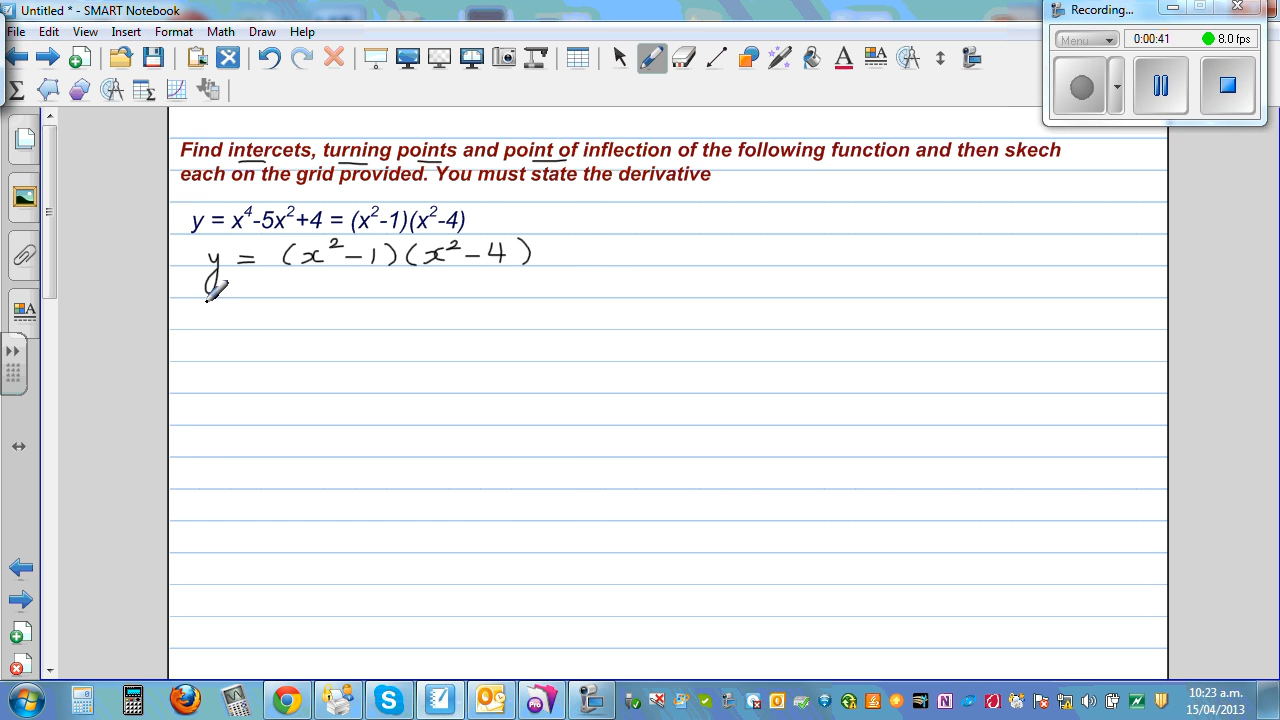 Untitled * - SMART Notebook
File Edit View Insert Format Math Draw Help
Recording...
Menu
0:00:41
8.0 fps
Find intercets, turning points and point of inflection of the following function and then skech
each on the grid provided. You must state the derivative
y = x⁴-5x²+4 = (x²-1)(x²-4)
y = (x² - 1)(x² - 4)
10:23 a.m.
15/04/2013